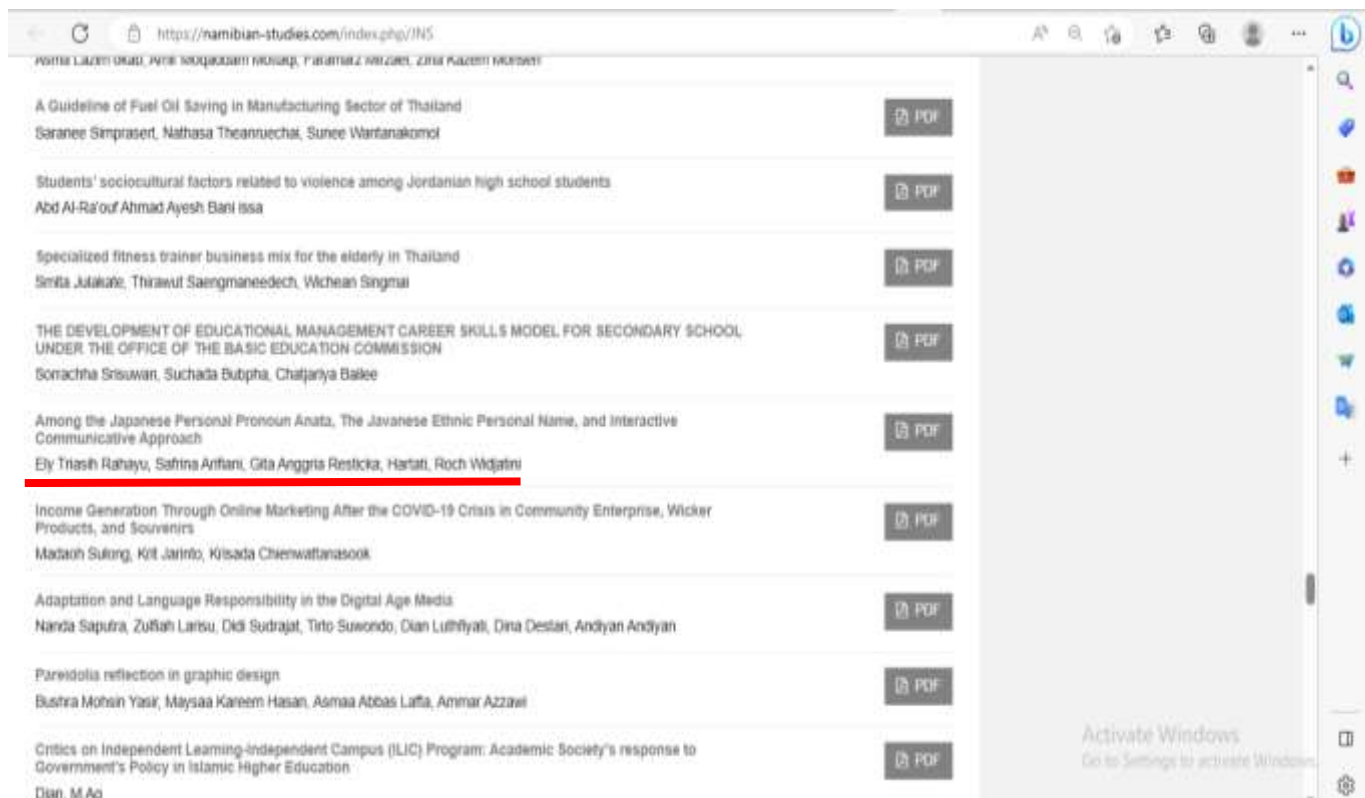 https://namibian-studies.com/index.php/JNS
A Guideline of Fuel Oil Saving in Manufacturing Sector of Thailand
PDF
Saranee Simprasert, Nathasa Theanruechai, Sunee Wantanakomol
Students' sociocultural factors related to violence among Jordanian high school students
PDF
Abd Al-Ra'ouf Ahmad Ayesh Bani issa
Specialized fitness trainer business mix for the elderly in Thailand
PDF
Smita Julakate, Thirawut Saengmaneedech, Wichean Singmai
THE DEVELOPMENT OF EDUCATIONAL MANAGEMENT CAREER SKILLS MODEL FOR SECONDARY SCHOOL
UNDER THE OFFICE OF THE BASIC EDUCATION COMMISSION
PDF
Sorrachha Srisuwan, Suchada Bubpha, Chatjariya Bailee
Among the Japanese Personal Pronoun Anata, The Javanese Ethnic Personal Name, and Interactive
Communicative Approach
PDF
Ely Triasih Rahayu, Safrina Arifiani, Gita Anggria Resticka, Hartati, Roch Widjatini
Income Generation Through Online Marketing After the COVID-19 Crisis in Community Enterprise, Wicker
Products, and Souvenirs
PDF
Madaoh Sulong, Krit Jarinto, Krisada Chienwattanasook
Adaptation and Language Responsibility in the Digital Age Media
PDF
Nanda Saputra, Zulfiah Larisu, Didi Sudrajat, Tirto Suwondo, Dian Luthfiyati, Dina Destari, Andiyan Andiyan
Pareidolia reflection in graphic design
PDF
Bushra Mohsin Yasir, Maysaa Kareem Hasan, Asmaa Abbas Lafta, Ammar Azzawi
Critics on Independent Learning-Independent Campus (ILIC) Program: Academic Society's response to
Government's Policy in Islamic Higher Education
PDF
Dian, M.Ag
Activate Windows
Go to Settings to activate Windows.